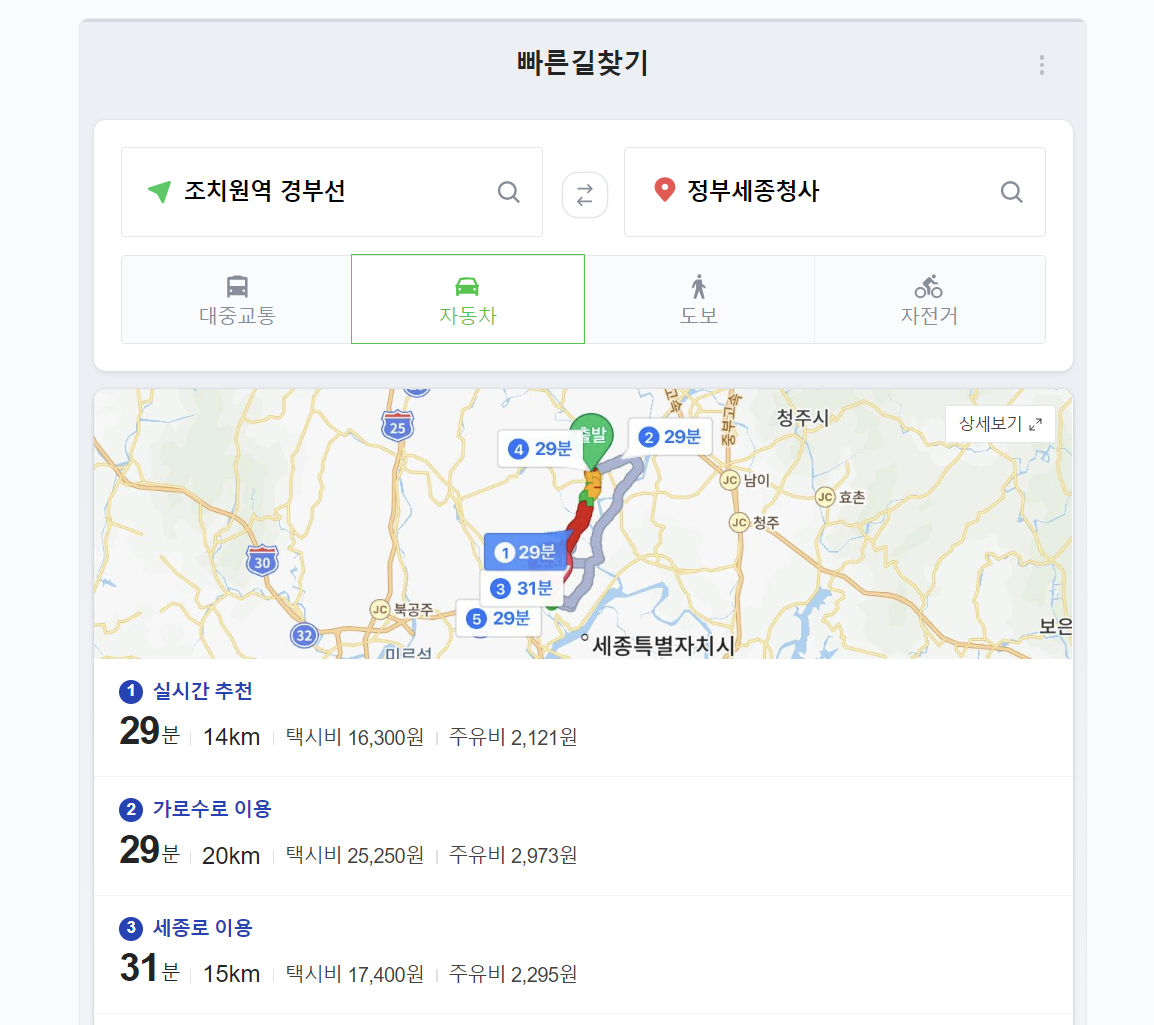 빠른길찾기
조치원역 경부선
정부세종청사
대중교통
자동차
도보
자전거
상세보기
청주시
중부고속
25
4 29분
출발
2 29분
JC 남이
JC 효촌
JC 청주
30
1 29분
3 31분
5 29분
JC 북공주
32
세종특별자치시
보은
1 실시간 추천
29분 14km 택시비 16,300원 주유비 2,121원
2 가로수로 이용
29분 20km 택시비 25,250원 주유비 2,973원
3 세종로 이용
31분 15km 택시비 17,400원 주유비 2,295원